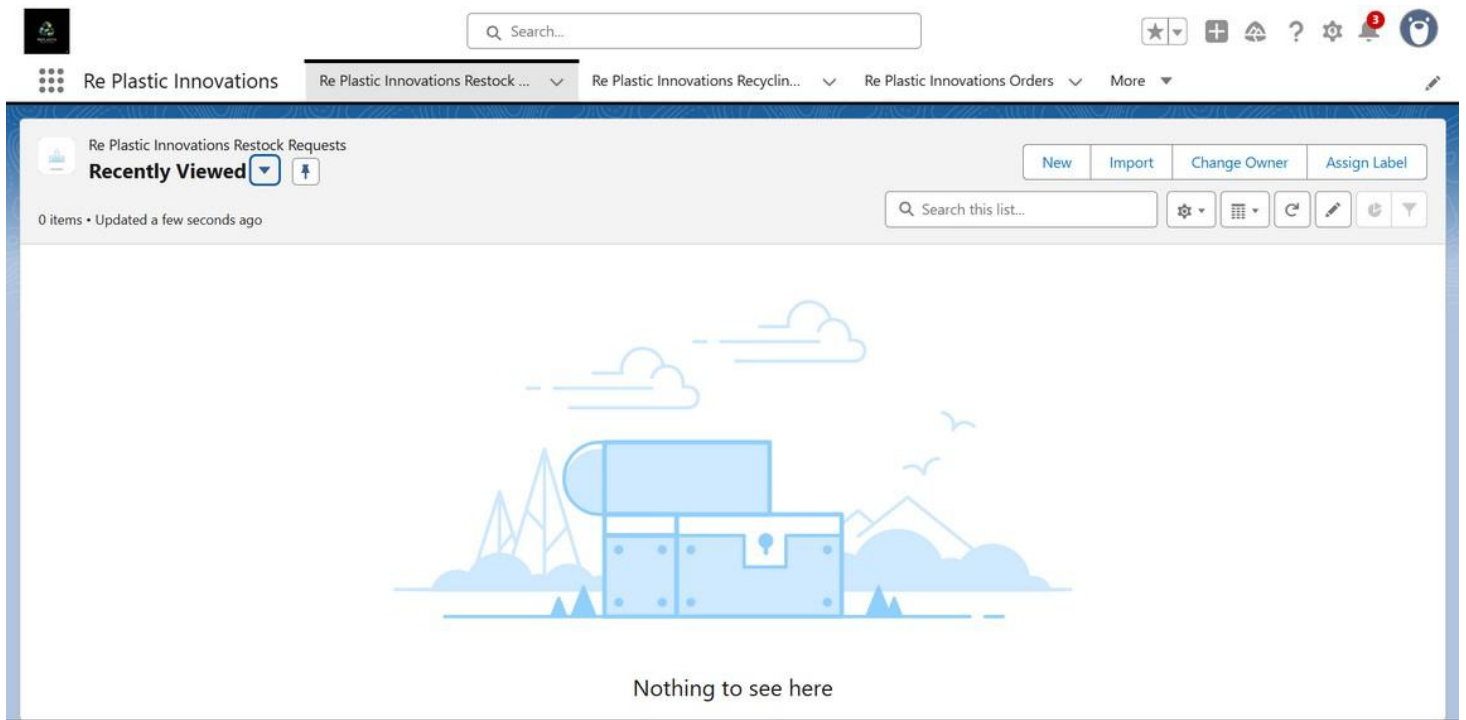 Search...
3
Re Plastic Innovations
Re Plastic Innovations Restock ...
Re Plastic Innovations Recyclin...
Re Plastic Innovations Orders
More
Re Plastic Innovations Restock Requests
Recently Viewed
New
Import
Change Owner
Assign Label
0 items • Updated a few seconds ago
Search this list...
Nothing to see here